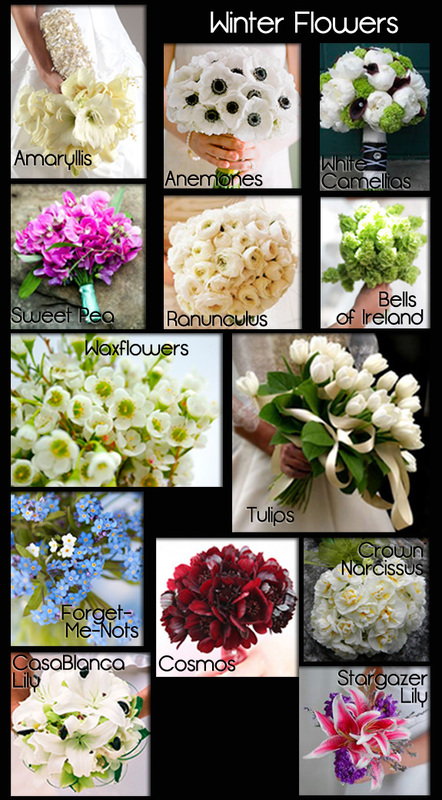 Winter Flowers
Amaryllis
Anemones
White
Camellias
Sweet Pea
Ranunculus
Bells
of Ireland
Waxflowers
Tulips
Forget-
Me-Nots
Cosmos
Crown
Narcissus
CasaBlanca
Lily
Stargazer
Lily